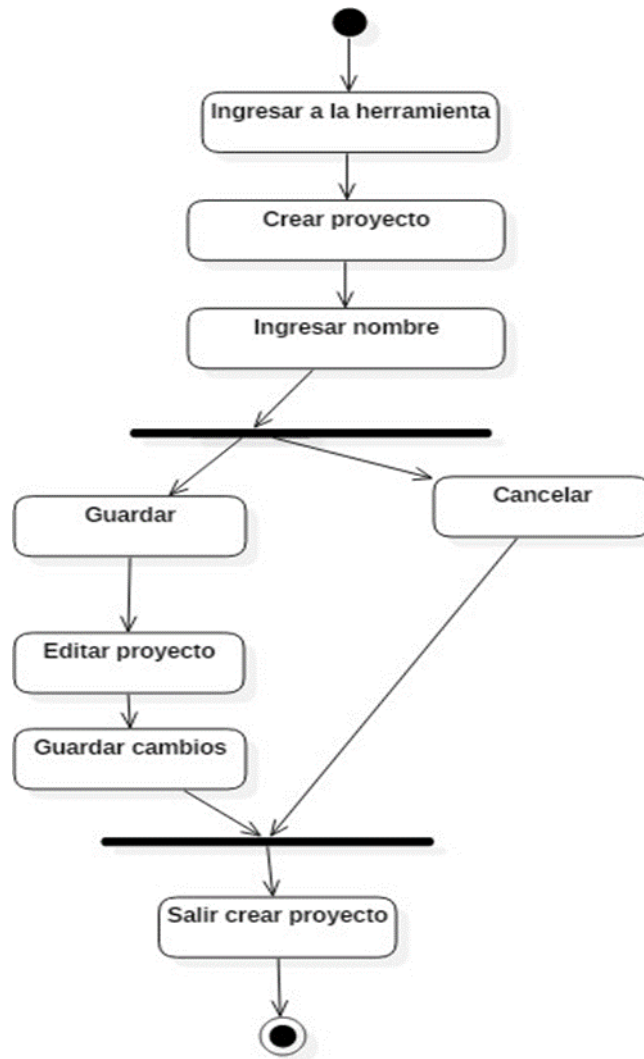 Ingresar a la herramienta
Crear proyecto
Ingresar nombre
Guardar
Cancelar
Editar proyecto
Guardar cambios
Salir crear proyecto